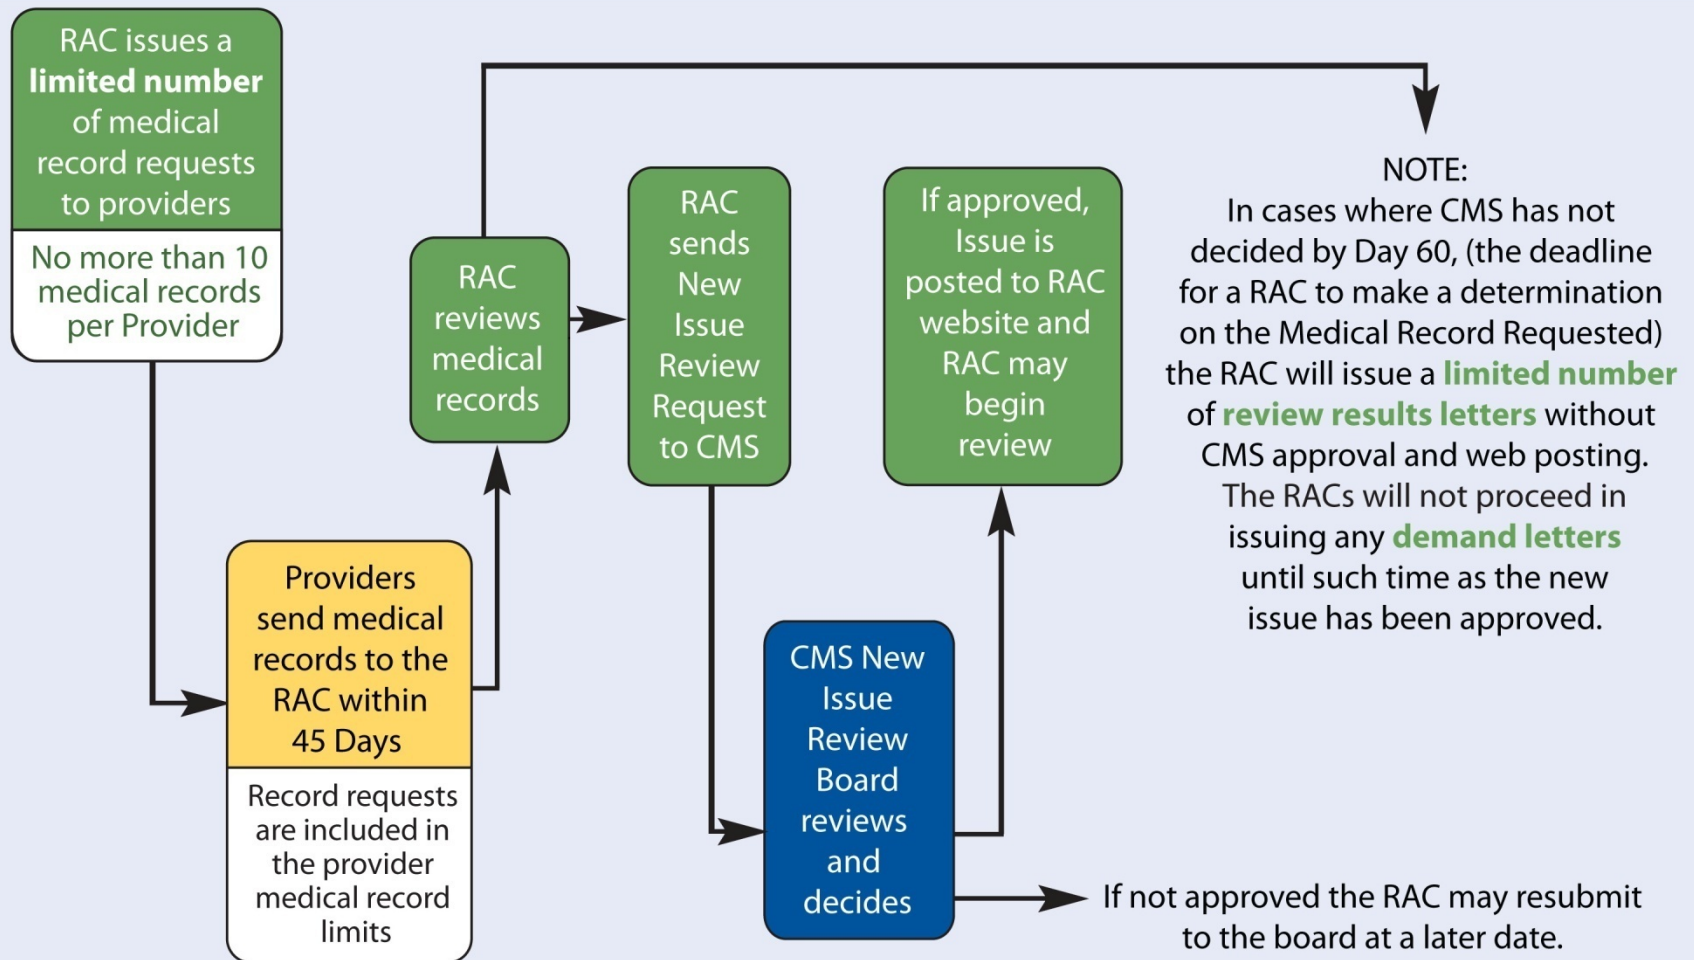 RAC issues a
limited number
of medical
record requests
to providers
No more than 10
medical records
per Provider
Providers
send medical
records to the
RAC within
45 Days
Record requests
are included in
the provider
medical record
limits
RAC
reviews
medical
records
RAC
sends
New
Issue
Review
Request
to CMS
CMS New
Issue
Review
Board
reviews
and
decides
If approved,
Issue is
posted to RAC
website and
RAC may
begin
review
If not approved the RAC may resubmit
to the board at a later date.
NOTE:
In cases where CMS has not
decided by Day 60, (the deadline
for a RAC to make a determination
on the Medical Record Requested)
the RAC will issue a limited number
of review results letters without
CMS approval and web posting.
The RACs will not proceed in
issuing any demand letters
until such time as the new
issue has been approved.